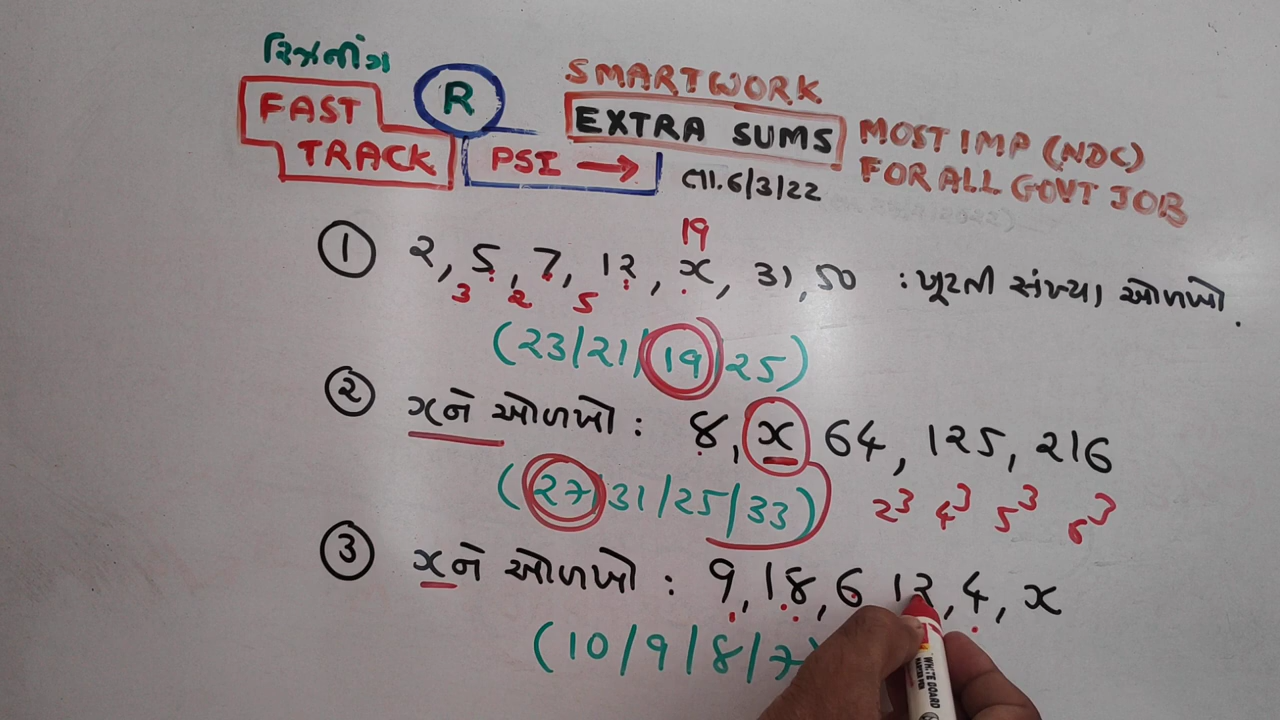 રિઝનીંગ
FAST
TRACK
R
PSI →
SMART WORK
EXTRA SUMS
તા.6/3/22
MOST IMP (NDC)
FOR ALL GOVT JOB
① 2, 5, 7, 12, x, 31, 50 : ખૂટતી સંખ્યા ઓળખો.
19
3 2 5
(23/21/19/25)
② xને ઓળખો : 8, x 64, 125, 216
(27/31/25/33) 2³ 4³ 5³ 6³
③ xને ઓળખો : 9, 18, 6, 12, 4, x
(10/9/8/7)